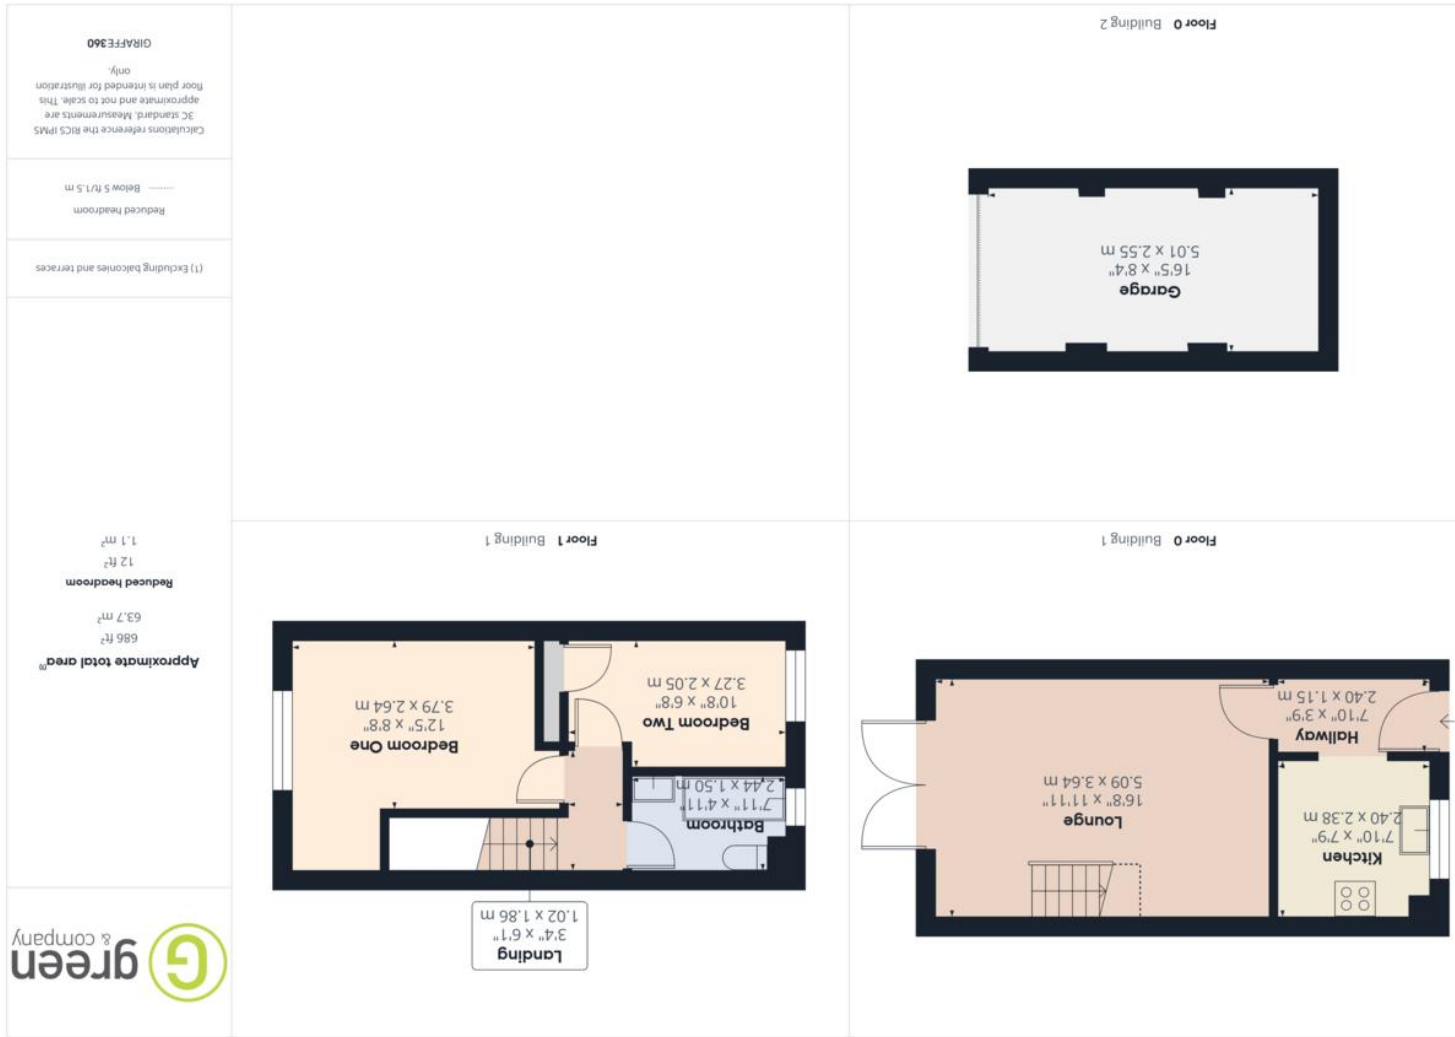 Kitchen
7'10" x 7'9"
2.40 x 2.38 m
Lounge
16'8" x 11'11"
5.09 x 3.64 m
Hallway
7'10" x 3'9"
2.40 x 1.15 m
Floor 0 Building 1
Landing
3'4" x 6'1"
1.02 x 1.86 m
Bathroom
7'11" x 4'11"
2.44 x 1.50 m
Bedroom Two
10'8" x 6'8"
3.27 x 2.05 m
Bedroom One
12'5" x 8'8"
3.79 x 2.64 m
Floor 1 Building 1
Garage
16'5" x 8'4"
5.01 x 2.55 m
Floor 0 Building 2
G green
& company
Approximate total area(1)
686 ft²
63.7 m²
Reduced headroom
12 ft²
1.1 m²
(1) Excluding balconies and terraces
Reduced headroom
Below 5 ft/1.5 m
Calculations reference the RICS IPMS
3C standard. Measurements are
approximate and not to scale. This
floor plan is intended for illustration
only.
GIRAFFE360